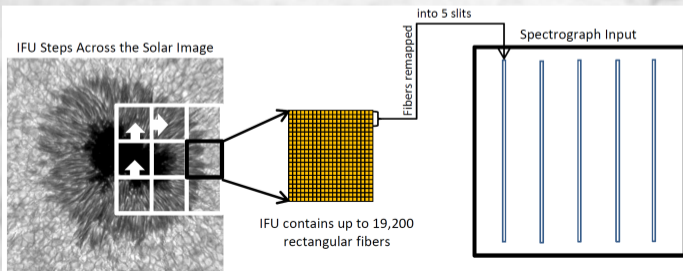 into 5 slits
IFU Steps Across the Solar Image
Spectrograph Input
Fibers remapped
IFU contains up to 19,200
rectangular fibers